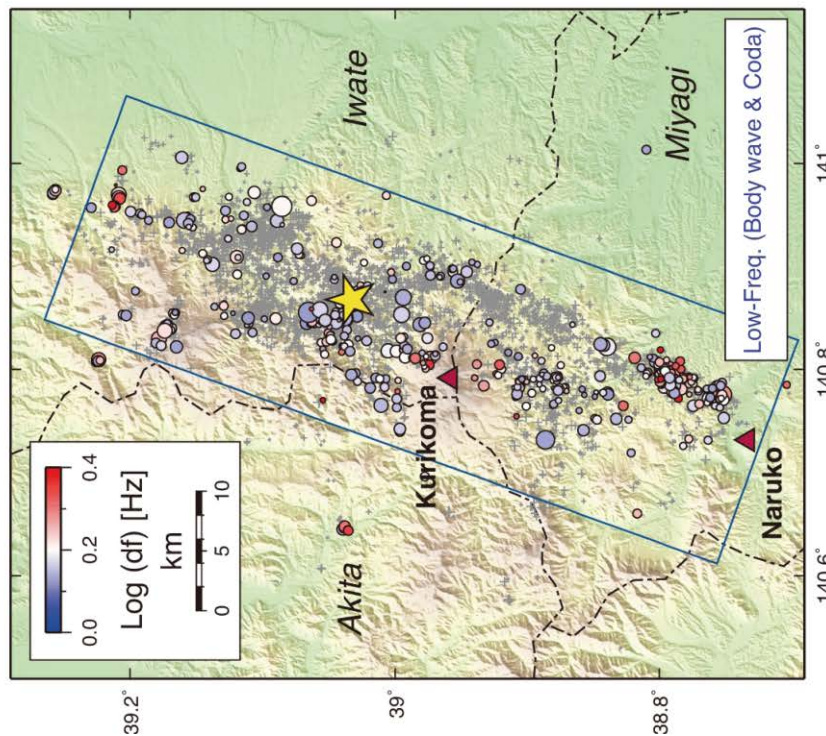 Log (df) [Hz]
0.0
0.2
0.4
km
0
5
10
Akita
Iwate
Miyagi
Kurikoma
Naruko
Low-Freq. (Body wave & Coda)
39.2°
39°
38.8°
140.6°
140.8°
141°